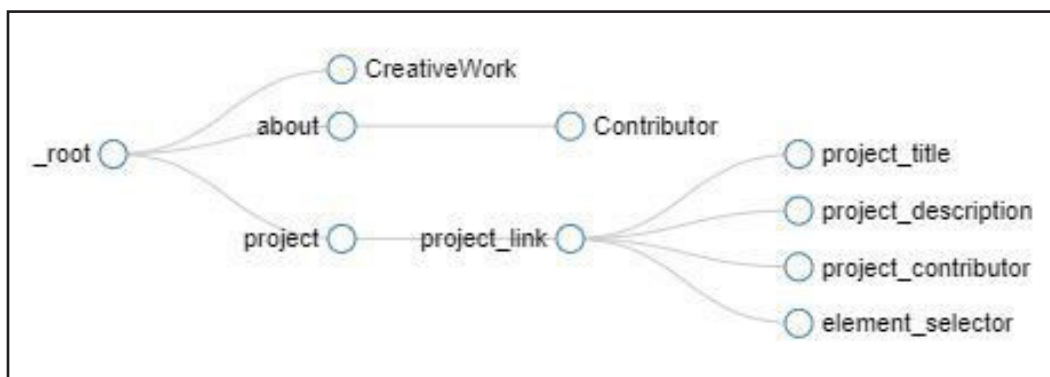 CreativeWork
about
Contributor
_root
project_title
project_description
project
project_link
project_contributor
element_selector